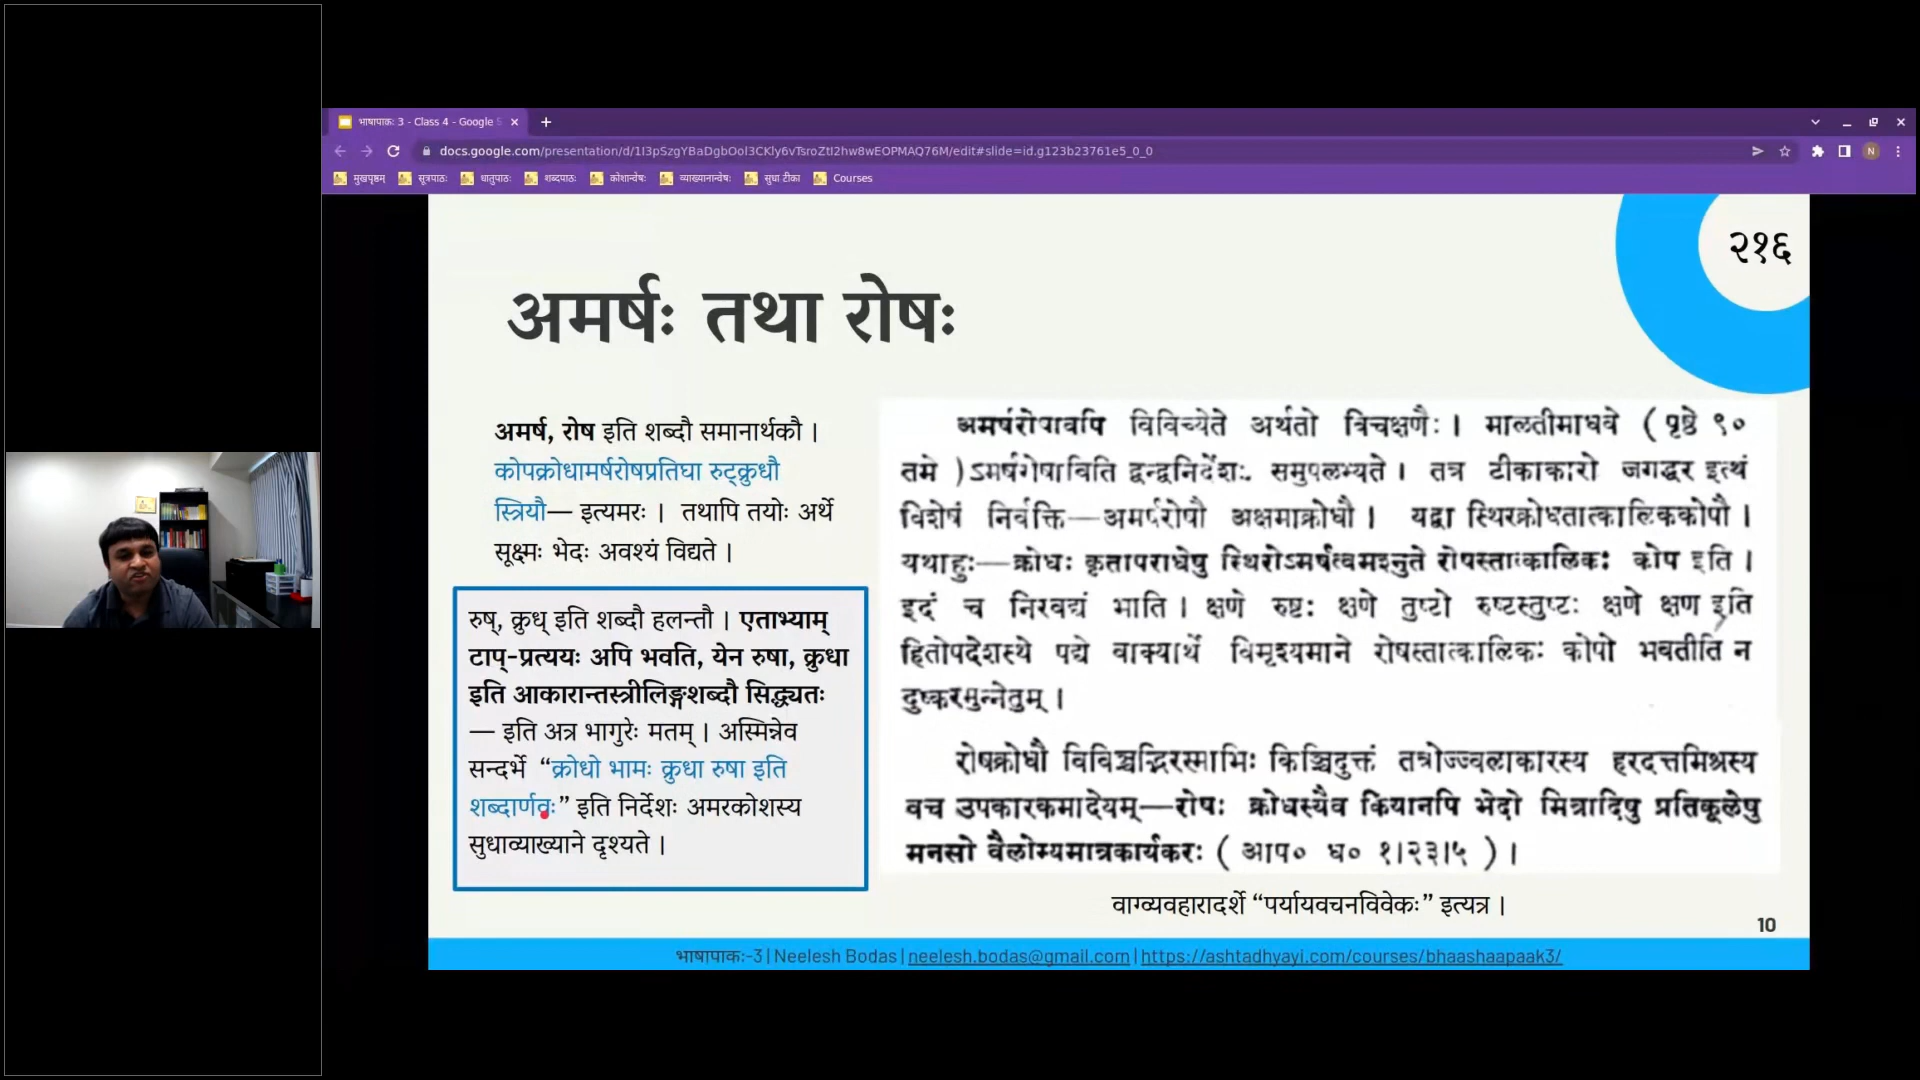 भाषापाकः 3 - Class 4 - Google S
docs.google.com/presentation/d/1I3pSzgYBaDgbOol3CKly6vTsroZtI2hw8wEOPMAQ76M/edit#slide=id.g123b23761e5_0_0
N
मुखपृष्ठम् सूत्रपाठः धातुपाठः शब्दपाठः कोशान्वेषः व्याख्यानान्वेषः सुधा टीका Courses
२१६
अमर्षः तथा रोषः
अमर्ष, रोष इति शब्दौ समानार्थकौ ।
कोपक्रोधामर्षरोषप्रतिघा रुट्क्रुधौ
स्त्रियौ— इत्यमरः । तथापि तयोः अर्थे
सूक्ष्मः भेदः अवश्यं विद्यते ।
रुष्, क्रुध् इति शब्दौ हलन्तौ । एताभ्याम्
टाप्-प्रत्ययः अपि भवति, येन रुषा, क्रुधा
इति आकारान्तस्त्रीलिङ्गशब्दौ सिद्ध्यतः
— इति अत्र भागुरेः मतम् । अस्मिन्नेव
सन्दर्भे “क्रोधो भामः क्रुधा रुषा इति
शब्दार्णवः” इति निर्देशः अमरकोशस्य
सुधाव्याख्याने दृश्यते ।
अमर्षरोषावपि विविच्येते अर्थतो विचक्षणैः । मालतीमाधवे ( पृष्ठे ९०
तमे )ऽमर्षरोषाविति द्वन्द्वनिर्देशः समुपलभ्यते । तत्र टीकाकारो जगद्धर इत्थं
विशेषं निर्वक्ति—अमर्षरोषौ अक्षमाक्रोधौ । यद्वा स्थिरक्रोधतात्कालिककोपौ ।
यथाहुः—क्रोधः कृतापराधेषु स्थिरोऽमर्षत्वमश्नुते रोषस्तात्कालिकः कोप इति ।
इदं च निरवद्यं भाति । क्षणे रुष्टः क्षणे तुष्टो रुष्टस्तुष्टः क्षणे क्षण इति
हितोपदेशस्थे पद्ये वाक्यार्थे विमृश्यमाने रोषस्तात्कालिकः कोपो भवतीति न
दुष्करमुन्नेतुम् ।
रोषक्रोधौ विविञ्चद्भिरस्माभिः किञ्चिदुक्तं तत्रोज्ज्वलाकारस्य हरदत्तमिश्रस्य
वच उपकारकमादेयम्—रोषः क्रोधस्यैव कियानपि भेदो मित्रादिषु प्रतिकूलेषु
मनसो वैलोम्यमात्रकार्यकरः ( आप० ध० १।२३।५ ) ।
वाग्व्यवहारादर्शे “पर्यायवचनविवेकः” इत्यत्र ।
10
भाषापाकः-3 | Neelesh Bodas | neelesh.bodas@gmail.com | https://ashtadhyayi.com/courses/bhaashaapaak3/